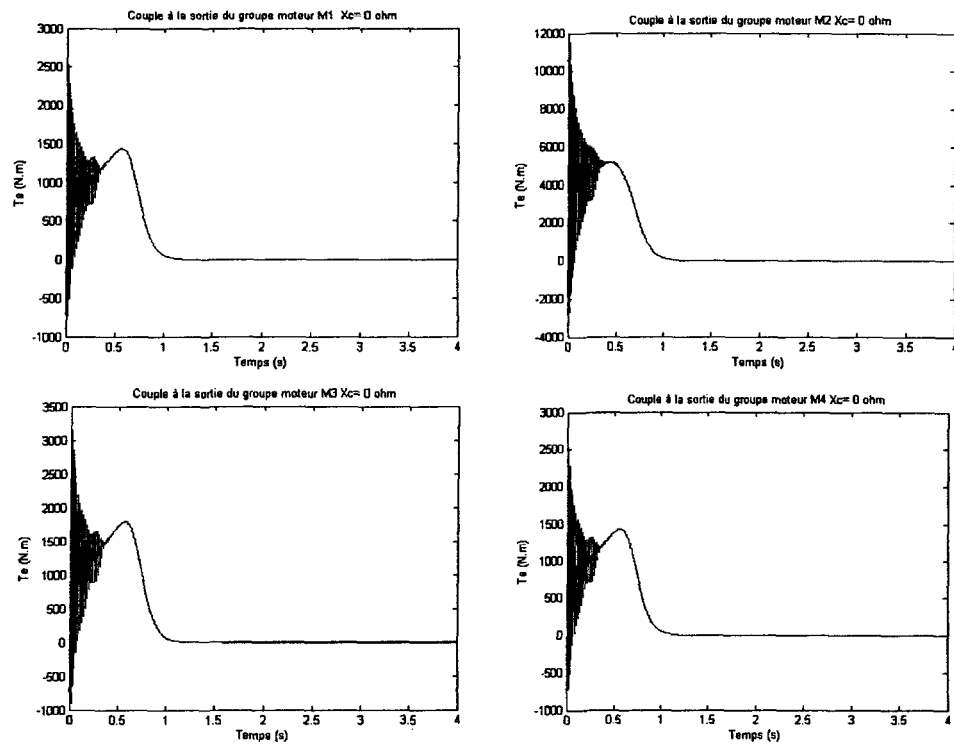 Couple à la sortie du groupe moteur M1 Xc= 0 ohm
3000
2500
2000
1500
1000
500
0
-500
-1000
Te (N.m)
0 0.5 1 1.5 2 2.5 3 3.5 4
Temps (s)
Couple à la sortie du groupe moteur M2 Xc= 0 ohm
12000
10000
8000
6000
4000
2000
0
-2000
-4000
Te (N.m)
0 0.5 1 1.5 2 2.5 3 3.5 4
Temps (s)
Couple à la sortie du groupe moteur M3 Xc= 0 ohm
3500
3000
2500
2000
1500
1000
500
0
-500
-1000
Te (N.m)
0 0.5 1 1.5 2 2.5 3 3.5 4
Temps (s)
Couple à la sortie du groupe moteur M4 Xc= 0 ohm
3000
2500
2000
1500
1000
500
0
-500
-1000
Te (N.m)
0 0.5 1 1.5 2 2.5 3 3.5 4
Temps (s)